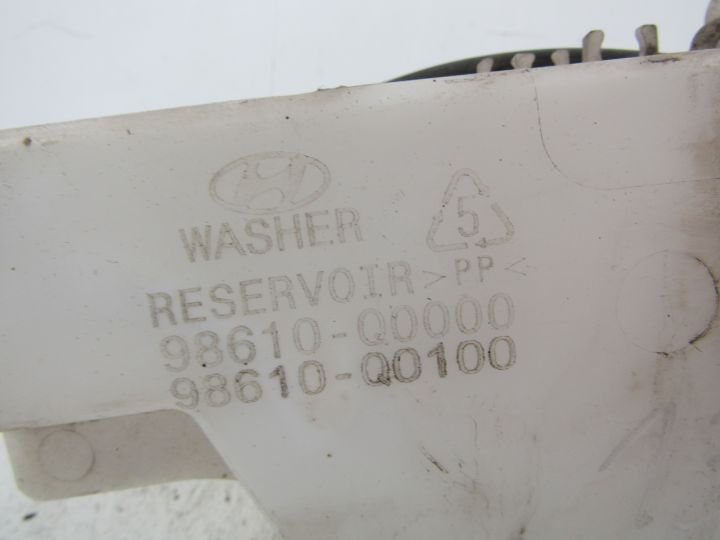 WASHER
5
RESERVOIR >PP<
98610-Q0000
98610-Q0100